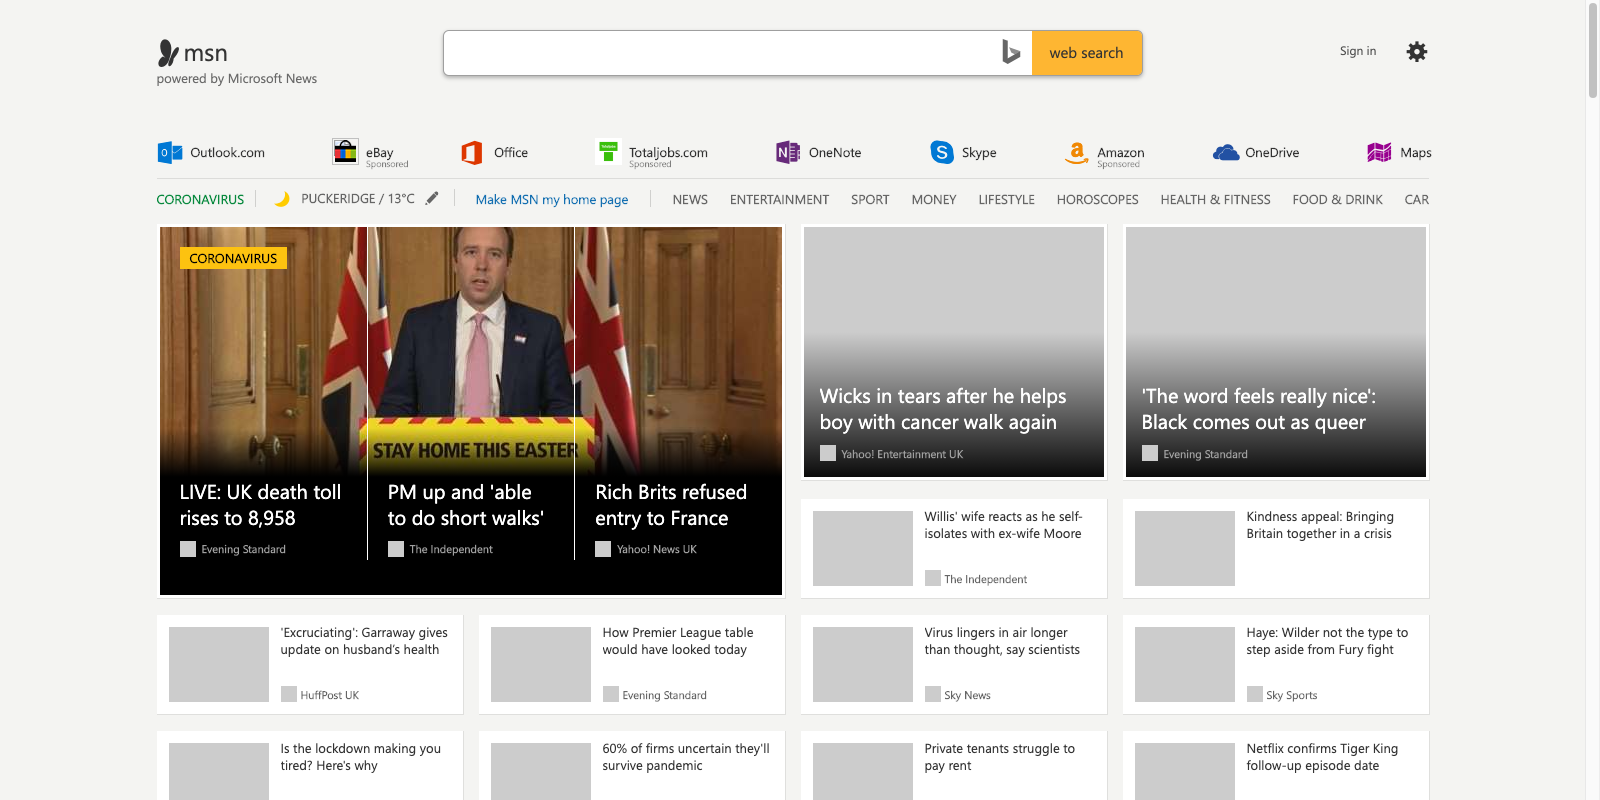 msn
powered by Microsoft News
web search
Sign in
Outlook.com
eBay
Sponsored
Office
Totaljobs.com
Sponsored
OneNote
Skype
Amazon
Sponsored
OneDrive
Maps
CORONAVIRUS
PUCKERIDGE / 13°C
Make MSN my home page
NEWS
ENTERTAINMENT
SPORT
MONEY
LIFESTYLE
HOROSCOPES
HEALTH & FITNESS
FOOD & DRINK
CAR
CORONAVIRUS
STAY HOME THIS EASTER
LIVE: UK death toll
rises to 8,958
Evening Standard
PM up and 'able
to do short walks'
The Independent
Rich Brits refused
entry to France
Yahoo! News UK
Wicks in tears after he helps
boy with cancer walk again
Yahoo! Entertainment UK
'The word feels really nice':
Black comes out as queer
Evening Standard
Willis' wife reacts as he self-
isolates with ex-wife Moore
The Independent
Kindness appeal: Bringing
Britain together in a crisis
'Excruciating': Garraway gives
update on husband's health
HuffPost UK
How Premier League table
would have looked today
Evening Standard
Virus lingers in air longer
than thought, say scientists
Sky News
Haye: Wilder not the type to
step aside from Fury fight
Sky Sports
Is the lockdown making you
tired? Here's why
60% of firms uncertain they'll
survive pandemic
Private tenants struggle to
pay rent
Netflix confirms Tiger King
follow-up episode date